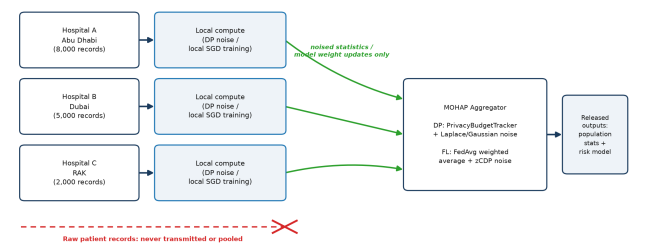 Hospital A
Abu Dhabi
(8,000 records)
Local compute
(DP noise /
local SGD training)
noised statistics /
model weight updates only
Hospital B
Dubai
(5,000 records)
Local compute
(DP noise /
local SGD training)
MOHAP Aggregator
DP: PrivacyBudgetTracker
+ Laplace/Gaussian noise
FL: FedAvg weighted
average + zCDP noise
Released
outputs:
population
stats +
risk model
Hospital C
RAK
(2,000 records)
Local compute
(DP noise /
local SGD training)
Raw patient records: never transmitted or pooled